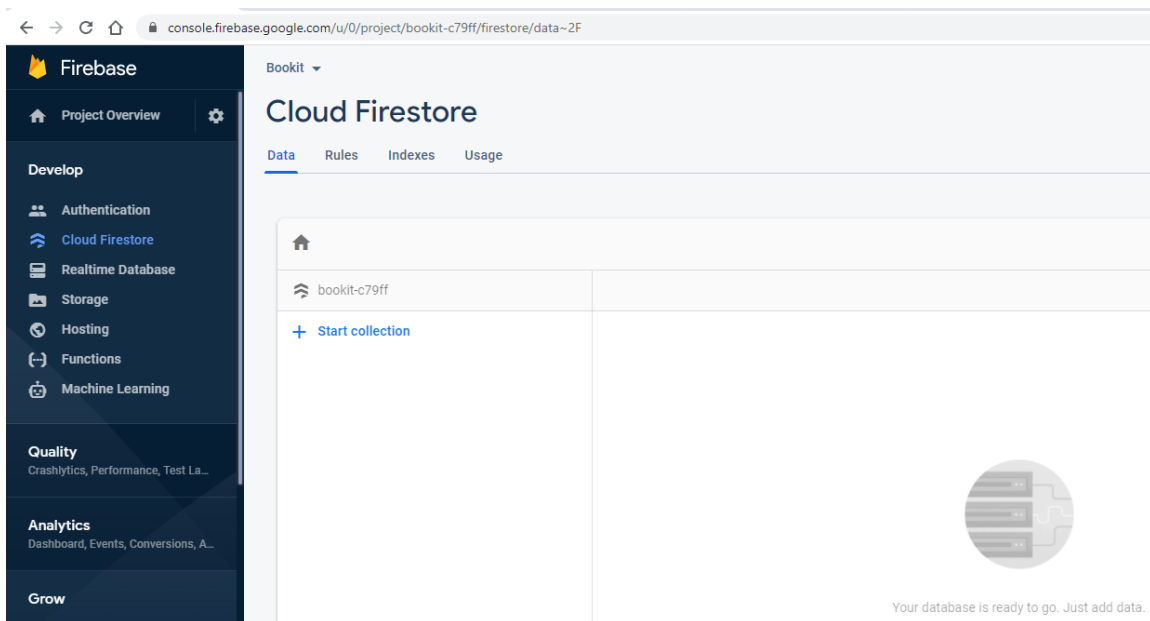 console.firebase.google.com/u/0/project/bookit-c79ff/firestore/data~2F
Firebase
Project Overview
Develop
Authentication
Cloud Firestore
Realtime Database
Storage
Hosting
Functions
Machine Learning
Quality
Crashlytics, Performance, Test La...
Analytics
Dashboard, Events, Conversions, A...
Grow
Bookit
Cloud Firestore
Data Rules Indexes Usage
bookit-c79ff
Start collection
Your database is ready to go. Just add data.